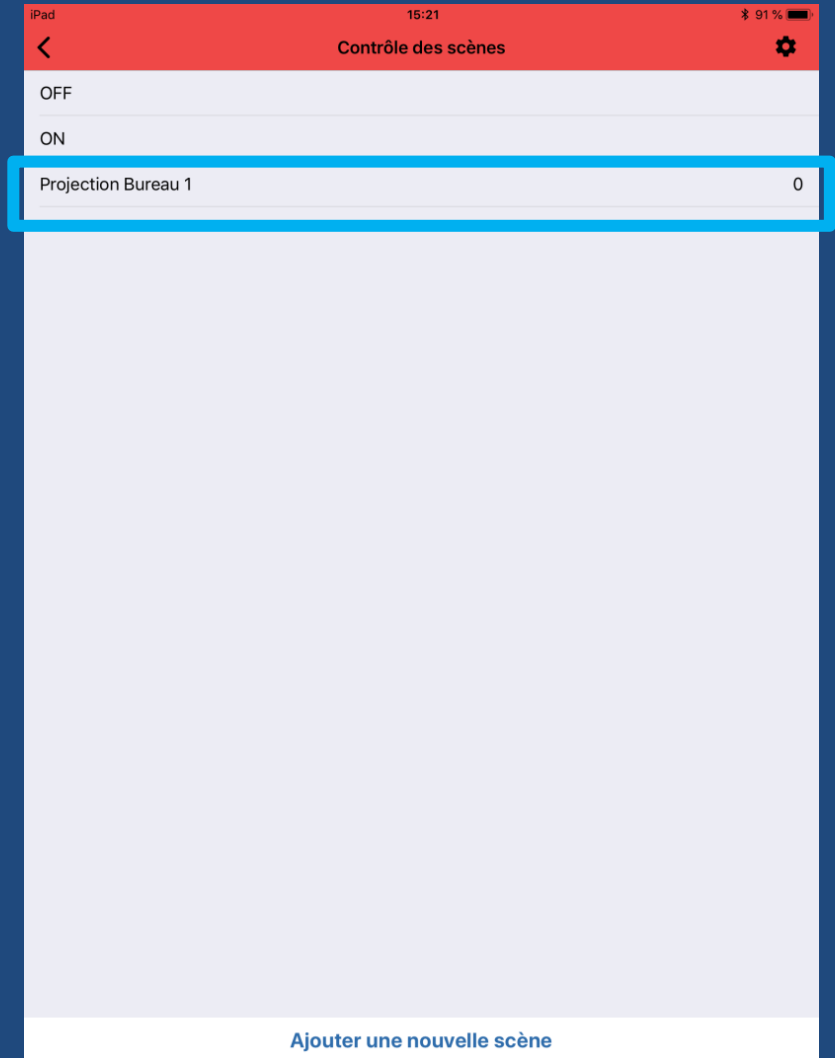 iPad 15:21 91 %
Contrôle des scènes
OFF
ON
Projection Bureau 1 0
Ajouter une nouvelle scène